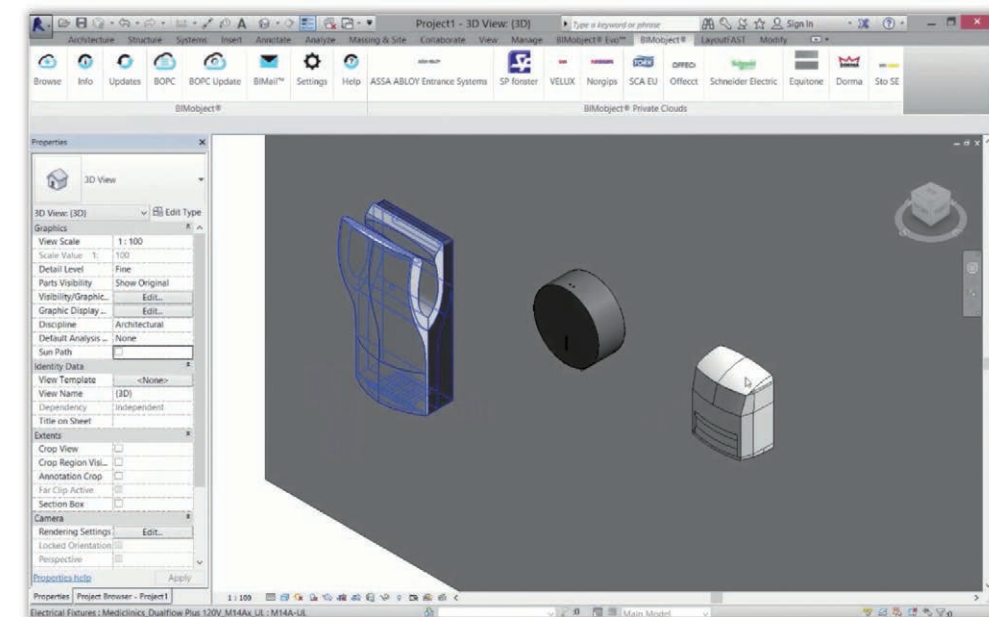 Project1 - 3D View: {3D}
Type a keyword or phrase
Sign In
Architecture Structure Systems Insert Annotate Analyze Massing & Site Collaborate View Manage BIMobject® Evo™ BIMobject® LayoutFAST Modify
ASSA ABLOY TORK OFFECCT
Browse Info Updates BOPC BOPC Update BIMail™ Settings Help ASSA ABLOY Entrance Systems SP fönster VELUX Norgips SCA EU Offecct Schneider Electric Equitone Dorma Sto SE
BIMobject® BIMobject® Private Clouds
Properties
3D View
3D View: {3D} Edit Type
Graphics
View Scale 1 : 100
Scale Value 1: 100
Detail Level Fine
Parts Visibility Show Original
Visibility/Graphic... Edit...
Graphic Display ... Edit...
Discipline Architectural
Default Analysis ... None
Sun Path
Identity Data
View Template <None>
View Name {3D}
Dependency Independent
Title on Sheet
Extents
Crop View
Crop Region Visi...
Annotation Crop
Far Clip Active
Section Box
Camera
Rendering Settings Edit...
Locked Orientation
Perspective
Properties help Apply
Properties Project Browser - Project1
1 : 100
Electrical Fixtures : Mediclinics_Dualflow Plus 120V_M14Ax_UL : M14A-UL
:0 Main Model :0